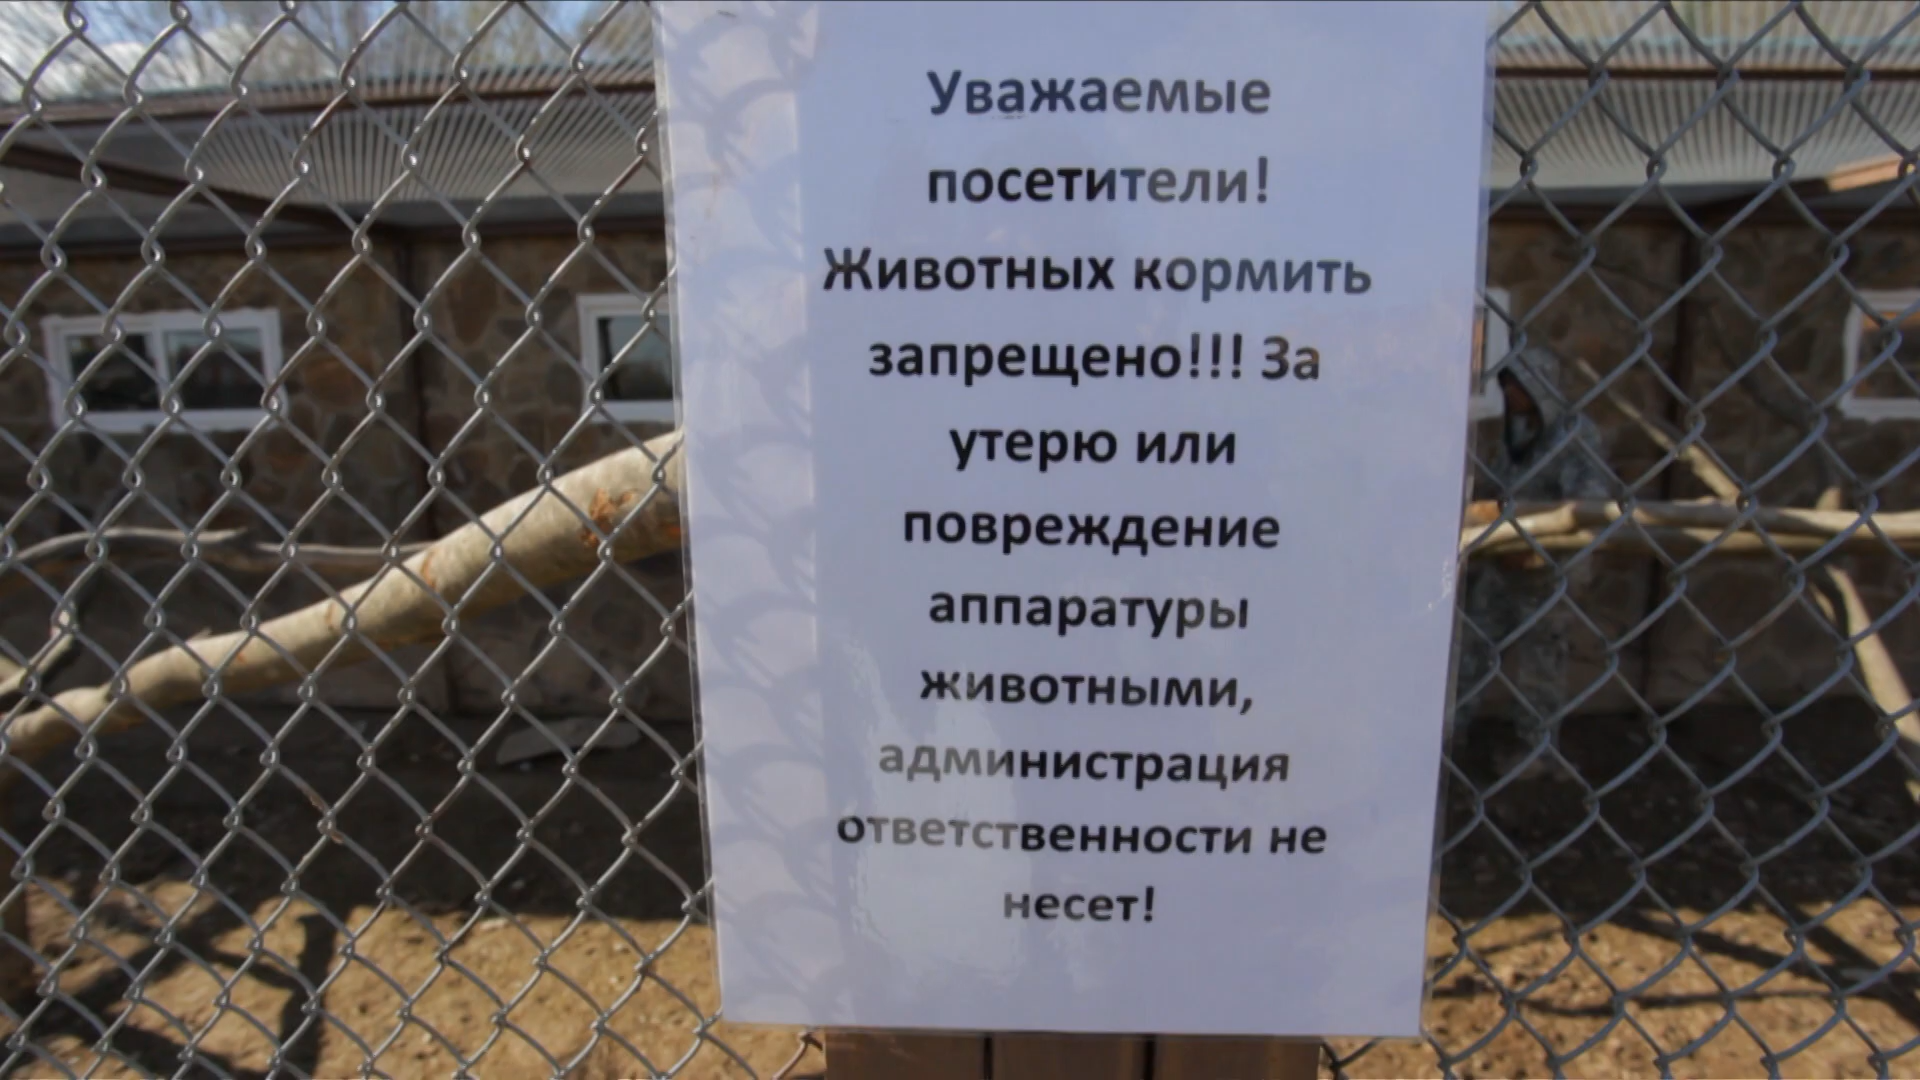 Уважаемые
посетители!
Животных кормить
запрещено!!! За
утерю или
повреждение
аппаратуры
животными,
администрация
ответственности не
несет!